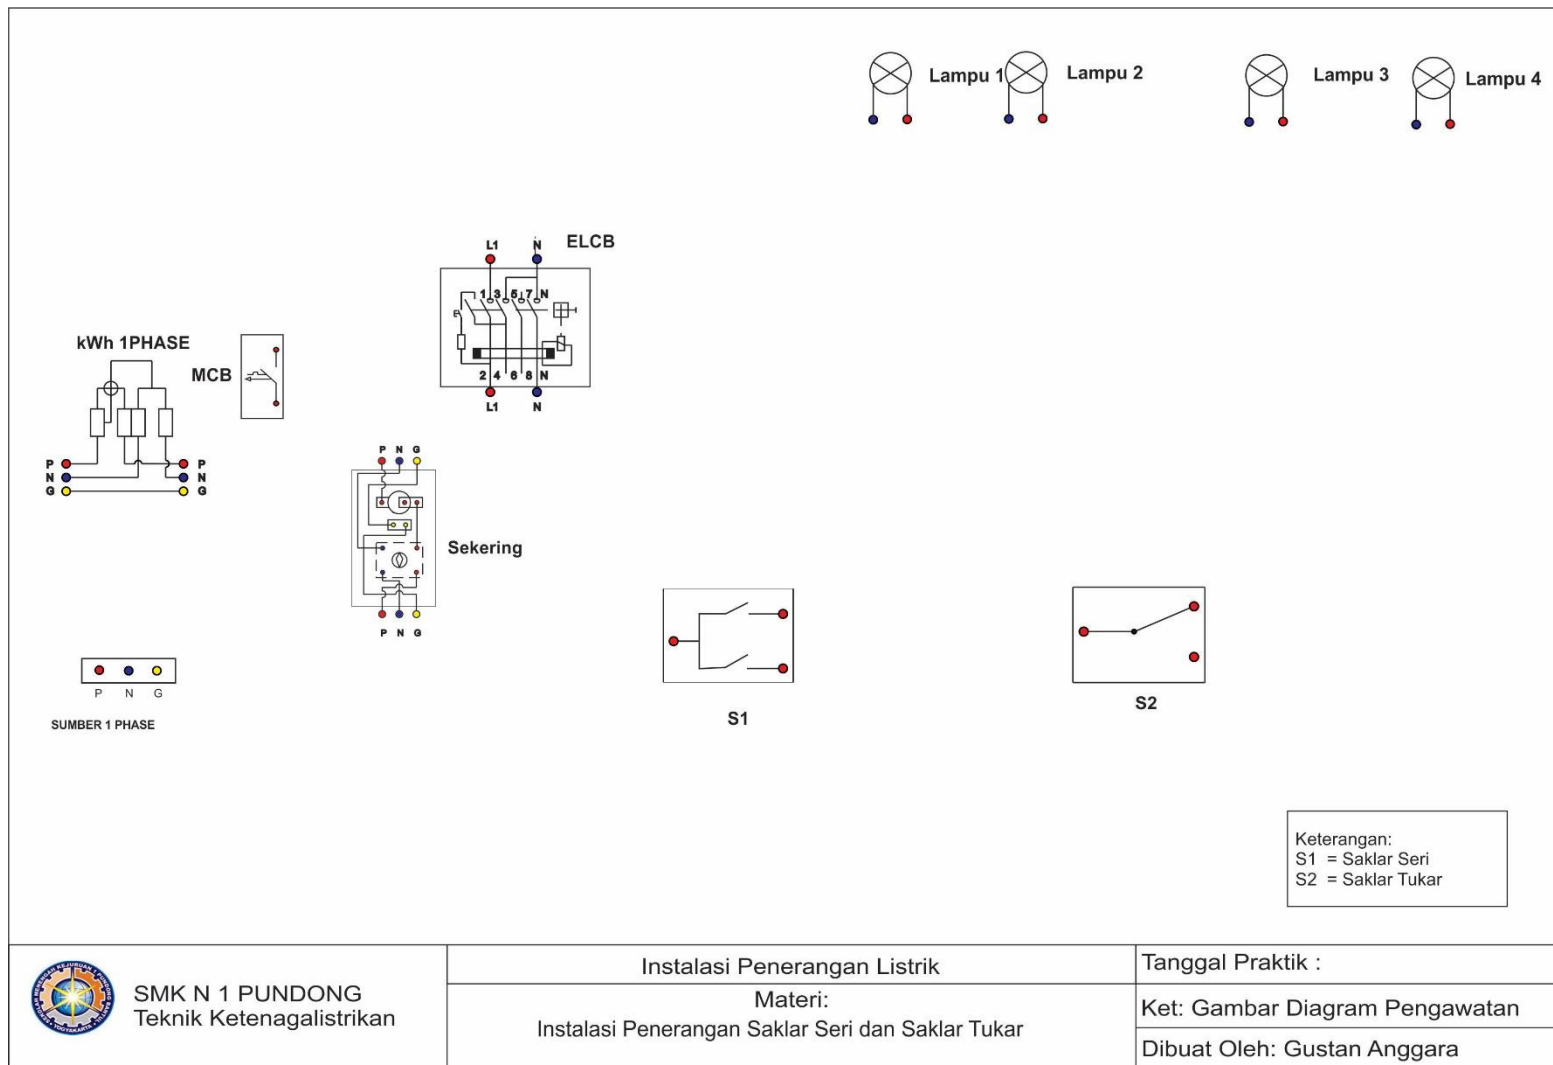 Lampu 1
Lampu 2
Lampu 3
Lampu 4
L1 N ELCB
1 3 5 7 N
2 4 6 8 N
L1 N
kWh 1PHASE
MCB
P P
N N
G G
P N G
Sekering
P N G
P N G
SUMBER 1 PHASE
S1
S2
Keterangan:
S1 = Saklar Seri
S2 = Saklar Tukar
SMK N 1 PUNDONG
Teknik Ketenagalistrikan
Instalasi Penerangan Listrik
Materi:
Instalasi Penerangan Saklar Seri dan Saklar Tukar
Tanggal Praktik :
Ket: Gambar Diagram Pengawatan
Dibuat Oleh: Gustan Anggara